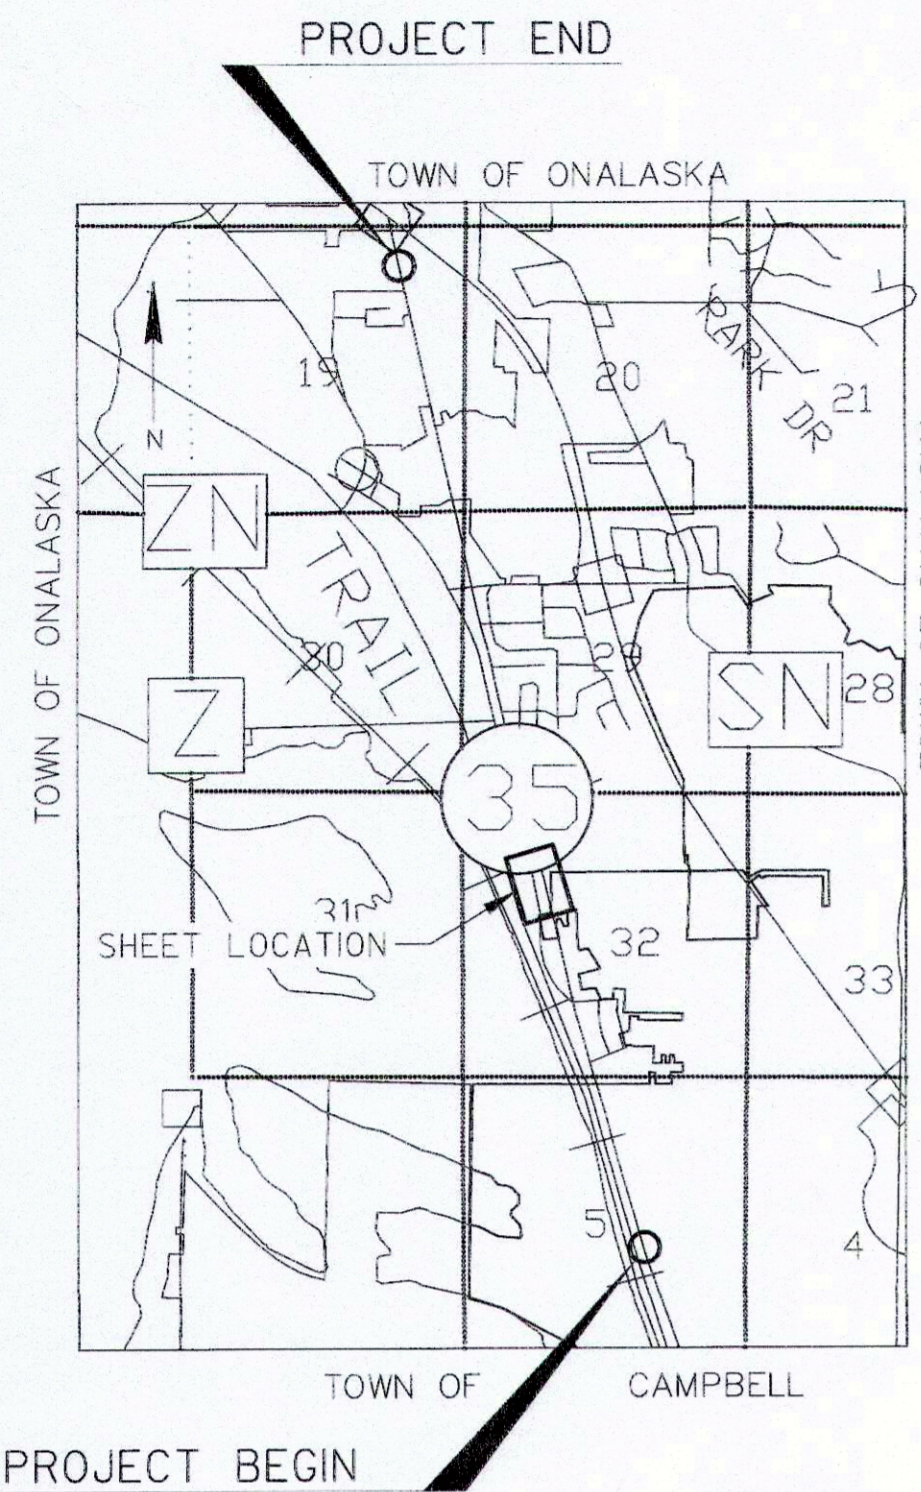 PROJECT END
TOWN OF ONALASKA
PARK DR
19
20
21
N
ZN
TOWN OF ONALASKA
TRAIL
30
29
Z
SN
28
35
31
SHEET LOCATION
32
33
5
4
TOWN OF CAMPBELL
PROJECT BEGIN